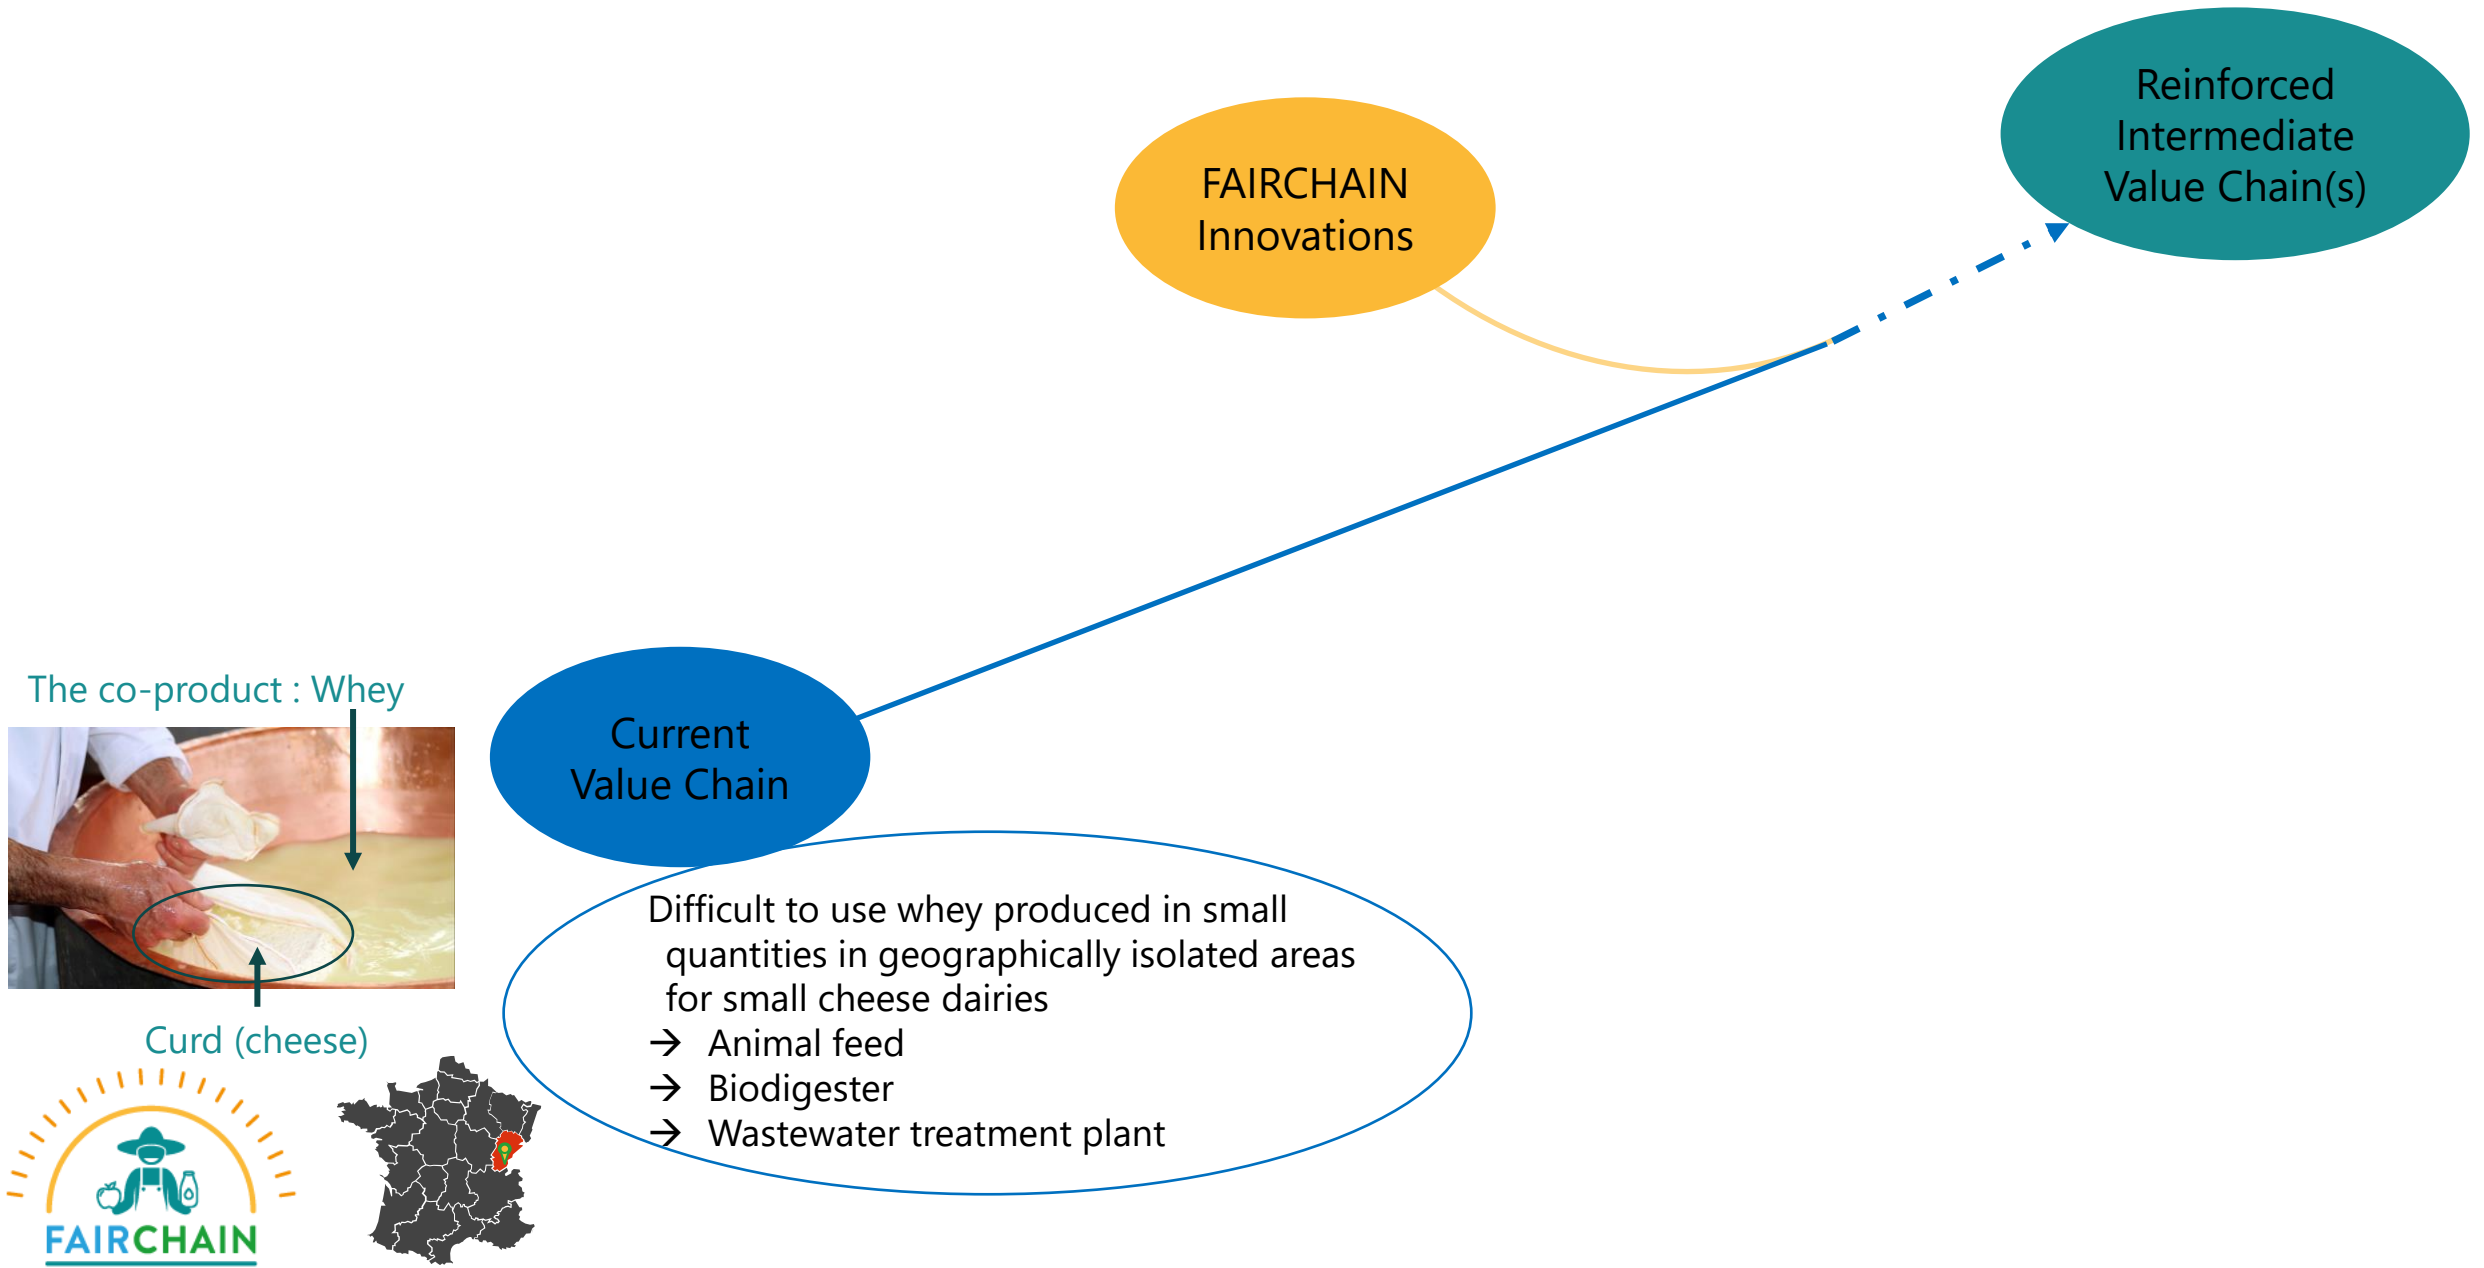 Reinforced
Intermediate
Value Chain(s)
FAIRCHAIN
Innovations
The co-product : Whey
Current
Value Chain
Difficult to use whey produced in small
quantities in geographically isolated areas
for small cheese dairies
→ Animal feed
→ Biodigester
→ Wastewater treatment plant
Curd (cheese)
FAIRCHAIN